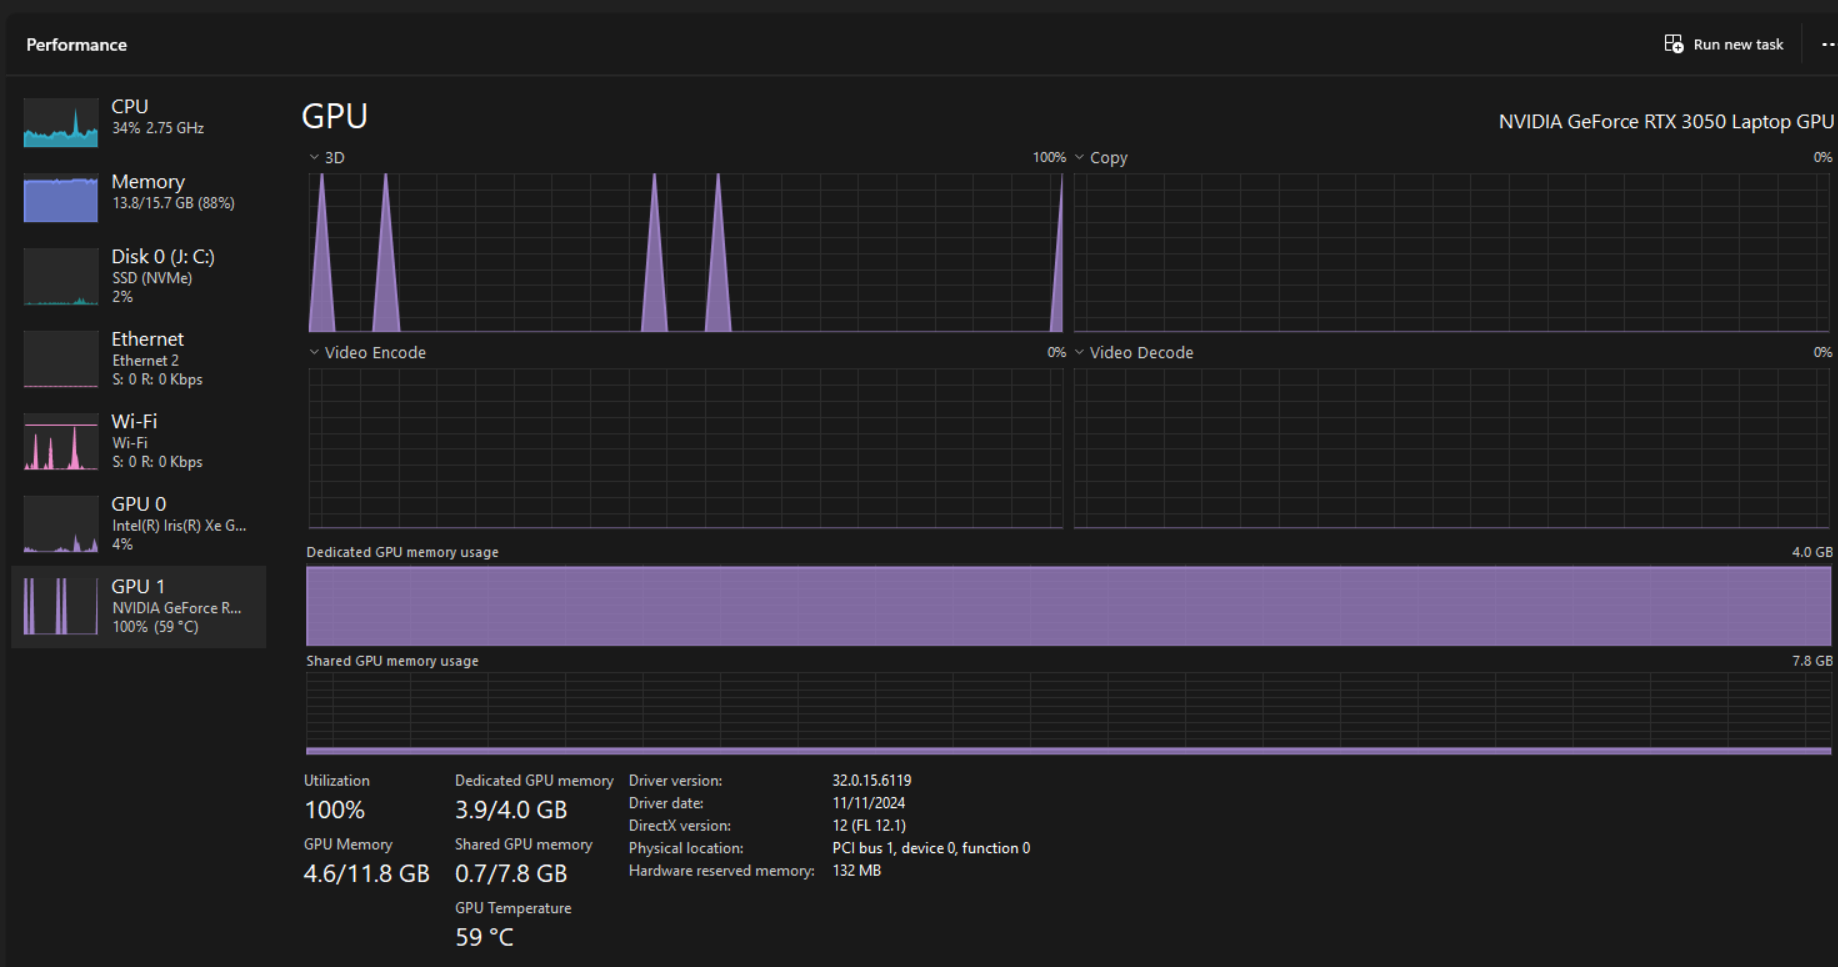 Performance
Run new task
CPU
34% 2.75 GHz
Memory
13.8/15.7 GB (88%)
Disk 0 (J: C:)
SSD (NVMe)
2%
Ethernet
Ethernet 2
S: 0 R: 0 Kbps
Wi-Fi
Wi-Fi
S: 0 R: 0 Kbps
GPU 0
Intel(R) Iris(R) Xe G...
4%
GPU 1
NVIDIA GeForce R...
100% (59 °C)
GPU
NVIDIA GeForce RTX 3050 Laptop GPU
3D 100%
Copy 0%
Video Encode 0%
Video Decode 0%
Dedicated GPU memory usage 4.0 GB
Shared GPU memory usage 7.8 GB
Utilization
100%
Dedicated GPU memory
3.9/4.0 GB
GPU Memory
4.6/11.8 GB
Shared GPU memory
0.7/7.8 GB
GPU Temperature
59 °C
Driver version: 32.0.15.6119
Driver date: 11/11/2024
DirectX version: 12 (FL 12.1)
Physical location: PCI bus 1, device 0, function 0
Hardware reserved memory: 132 MB